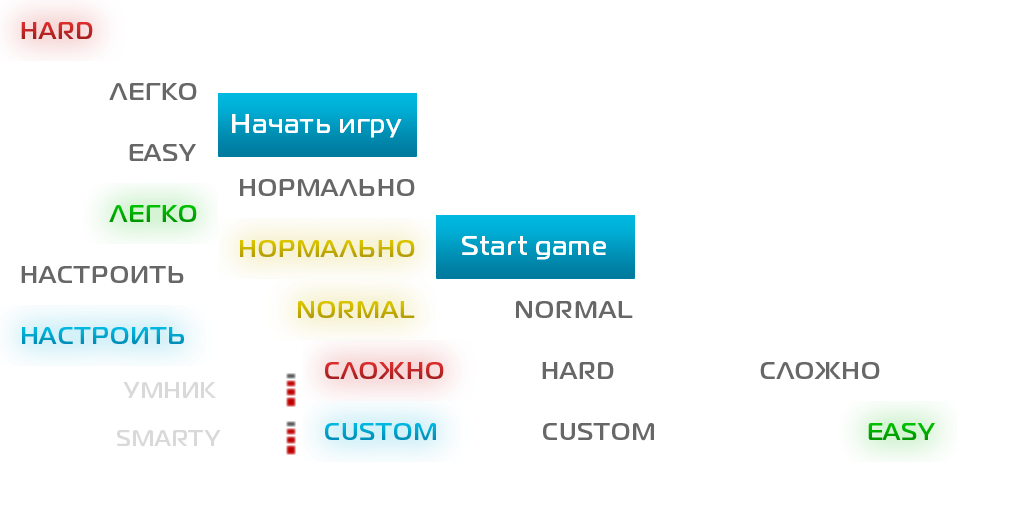 HARD
ЛЕГКО
Начать игру
EASY
НОРМАЛЬНО
ЛЕГКО
НОРМАЛЬНО
Start game
НАСТРОИТЬ
NORMAL
NORMAL
НАСТРОИТЬ
СЛОЖНО
HARD
СЛОЖНО
УМНИК
CUSTOM
CUSTOM
EASY
SMARTY